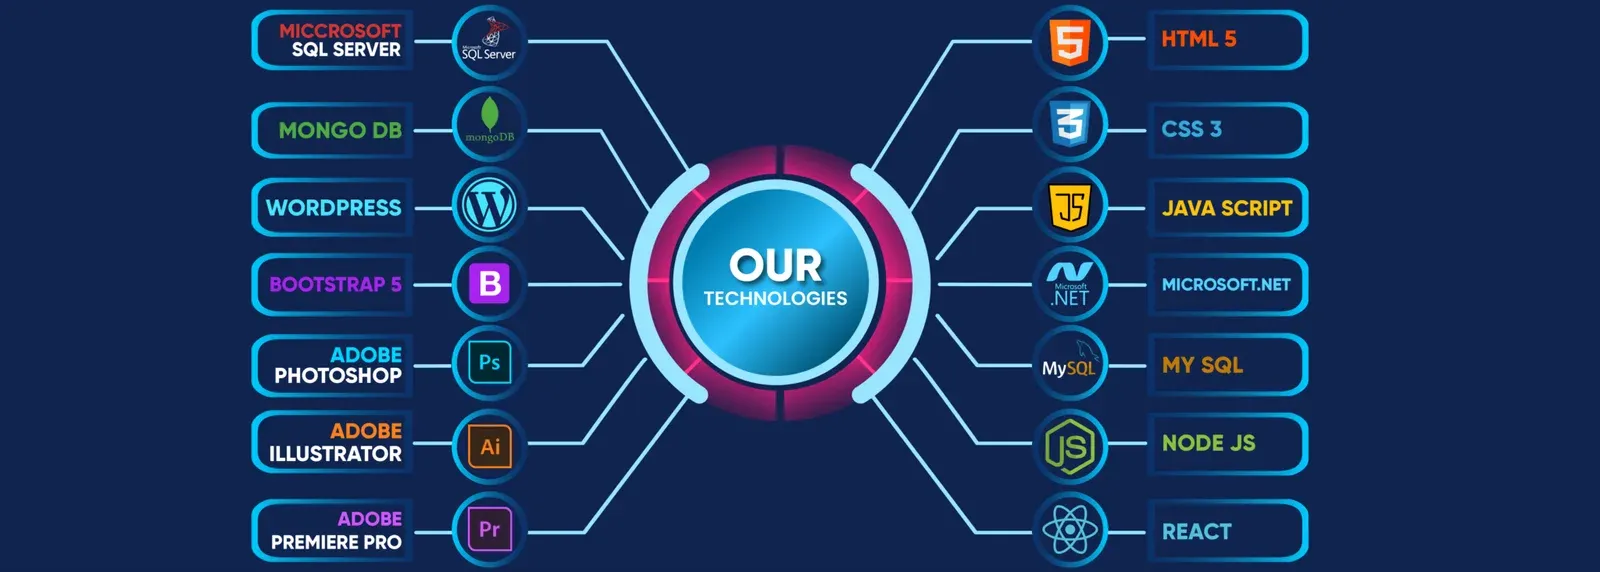 MICCROSOFT
SQL SERVER
Microsoft
SQL Server
MONGO DB
mongoDB
WORDPRESS
W
BOOTSTRAP 5
B
ADOBE
PHOTOSHOP
Ps
ADOBE
ILLUSTRATOR
Ai
ADOBE
PREMIERE PRO
Pr
OUR
TECHNOLOGIES
5
HTML 5
3
CSS 3
JS
JAVA SCRIPT
Microsoft
.NET
MICROSOFT.NET
MySQL
MY SQL
JS
NODE JS
REACT